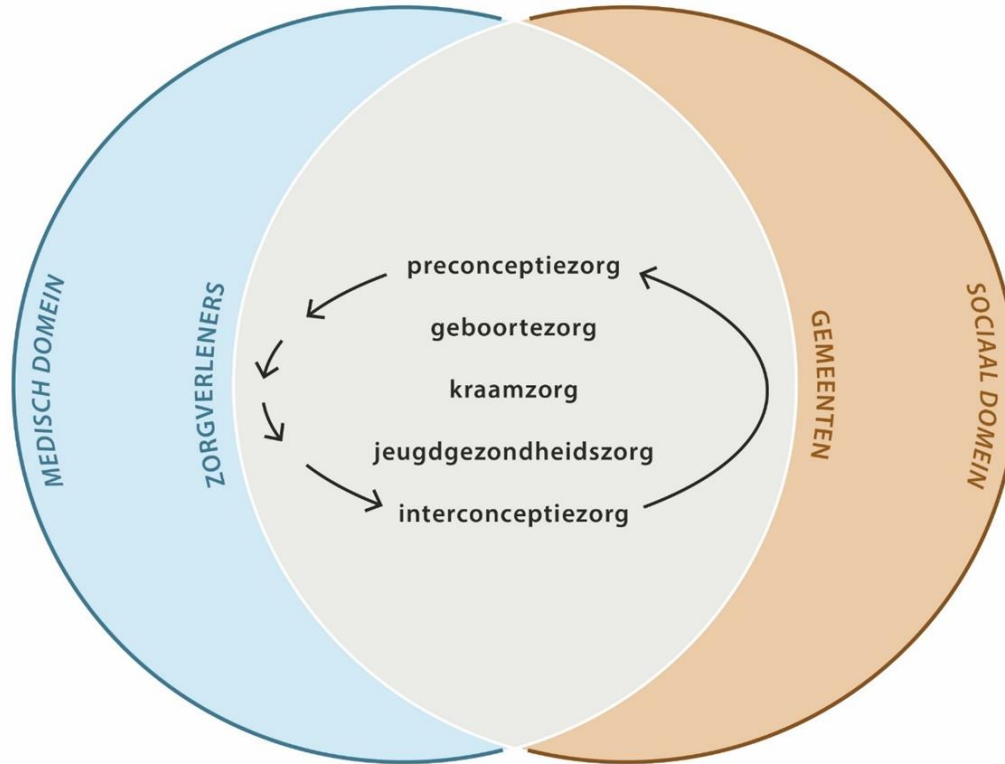 MEDISCH DOMEIN
ZORGVERLENERS
preconceptiezorg
geboortezorg
kraamzorg
jeugdgezondheidszorg
interconceptiezorg
GEMEENTEN
SOCIAAL DOMEIN